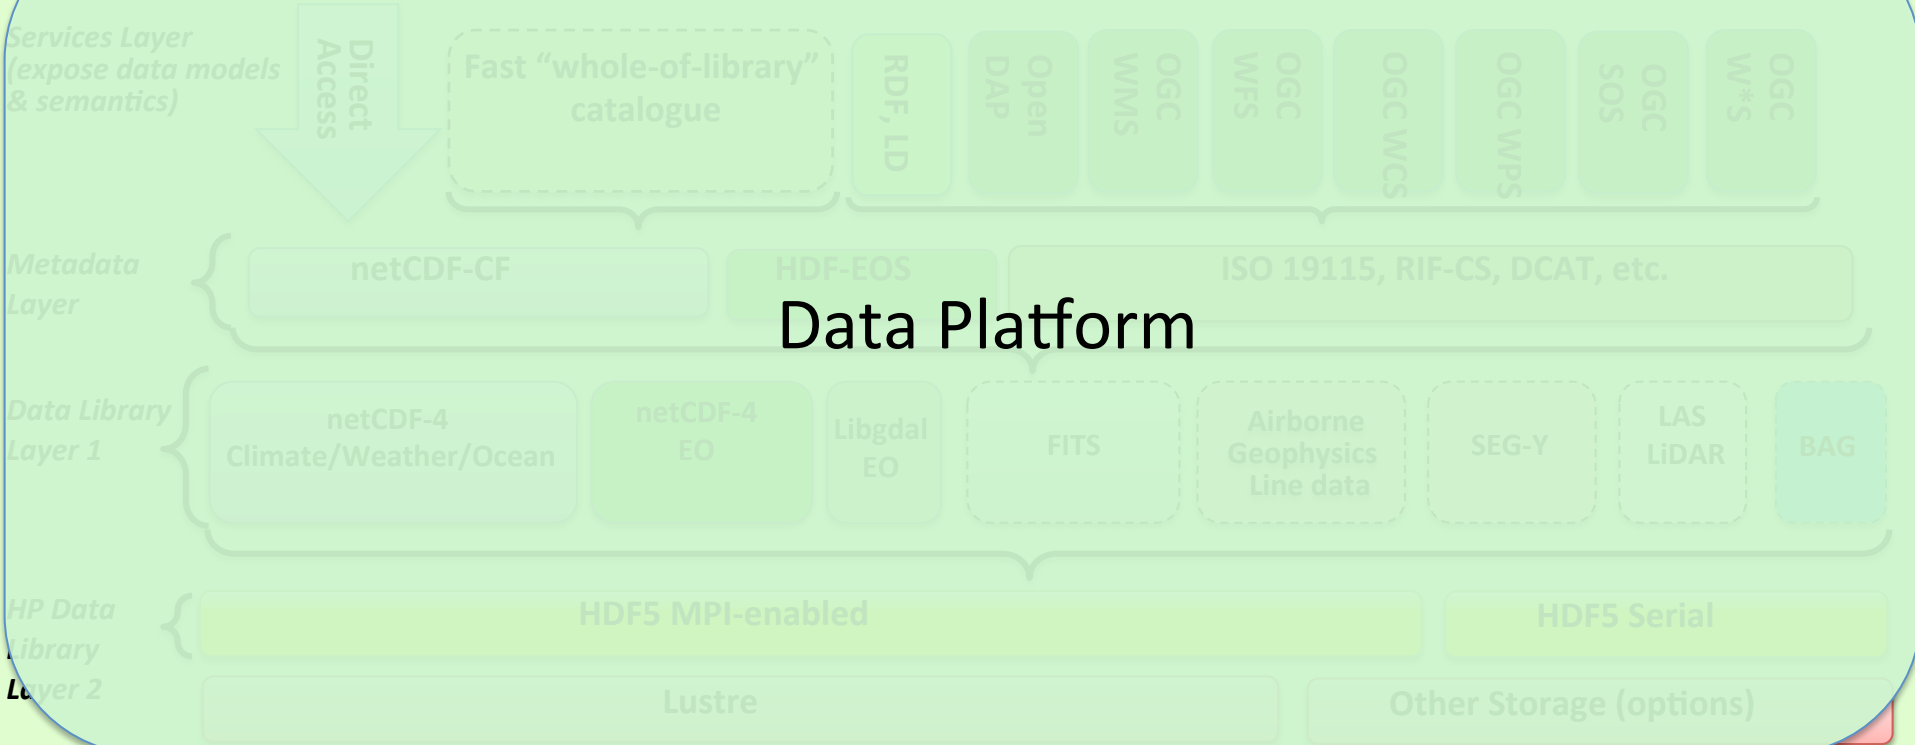 Services Layer
(expose data models
& semantics)
Direct
Access
Fast “whole-of-library”
catalogue
RDF, LD
Open
DAP
OGC
WMS
OGC
WFS
OGC WCS
OGC WPS
OGC
SOS
OGC
W*S
Metadata
Layer
netCDF-CF
HDF-EOS
ISO 19115, RIF-CS, DCAT, etc.
Data Platform
Data Library
Layer 1
netCDF-4
Climate/Weather/Ocean
netCDF-4
EO
Libgdal
EO
FITS
Airborne
Geophysics
Line data
SEG-Y
LAS
LiDAR
BAG
HP Data
Library
Layer 2
HDF5 MPI-enabled
HDF5 Serial
Lustre
Other Storage (options)